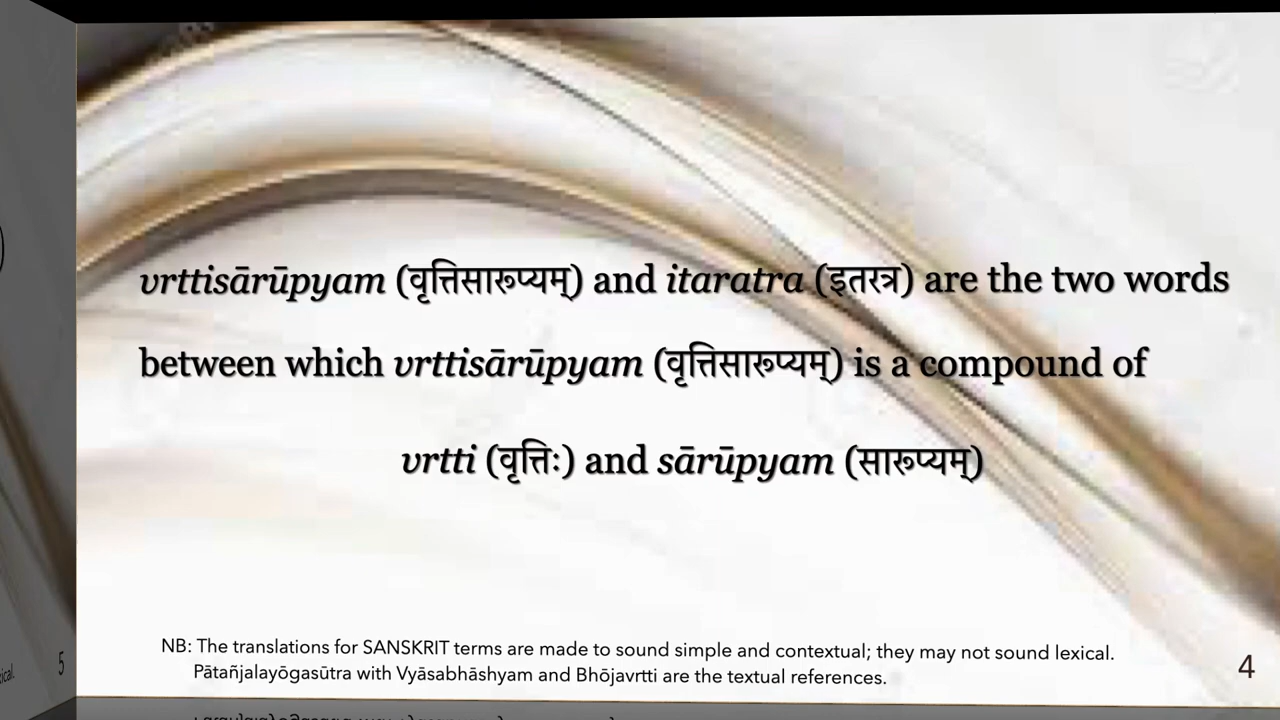 vrttisārūpyam (वृत्तिसारूप्यम्) and itaratra (इतरत्र) are the two words
between which vrttisārūpyam (वृत्तिसारूप्यम्) is a compound of
vrtti (वृत्तिः) and sārūpyam (सारूप्यम्)
NB: The translations for SANSKRIT terms are made to sound simple and contextual; they may not sound lexical.
Pātañjalayōgasūtra with Vyāsabhāshyam and Bhōjavrtti are the textual references.
4
5